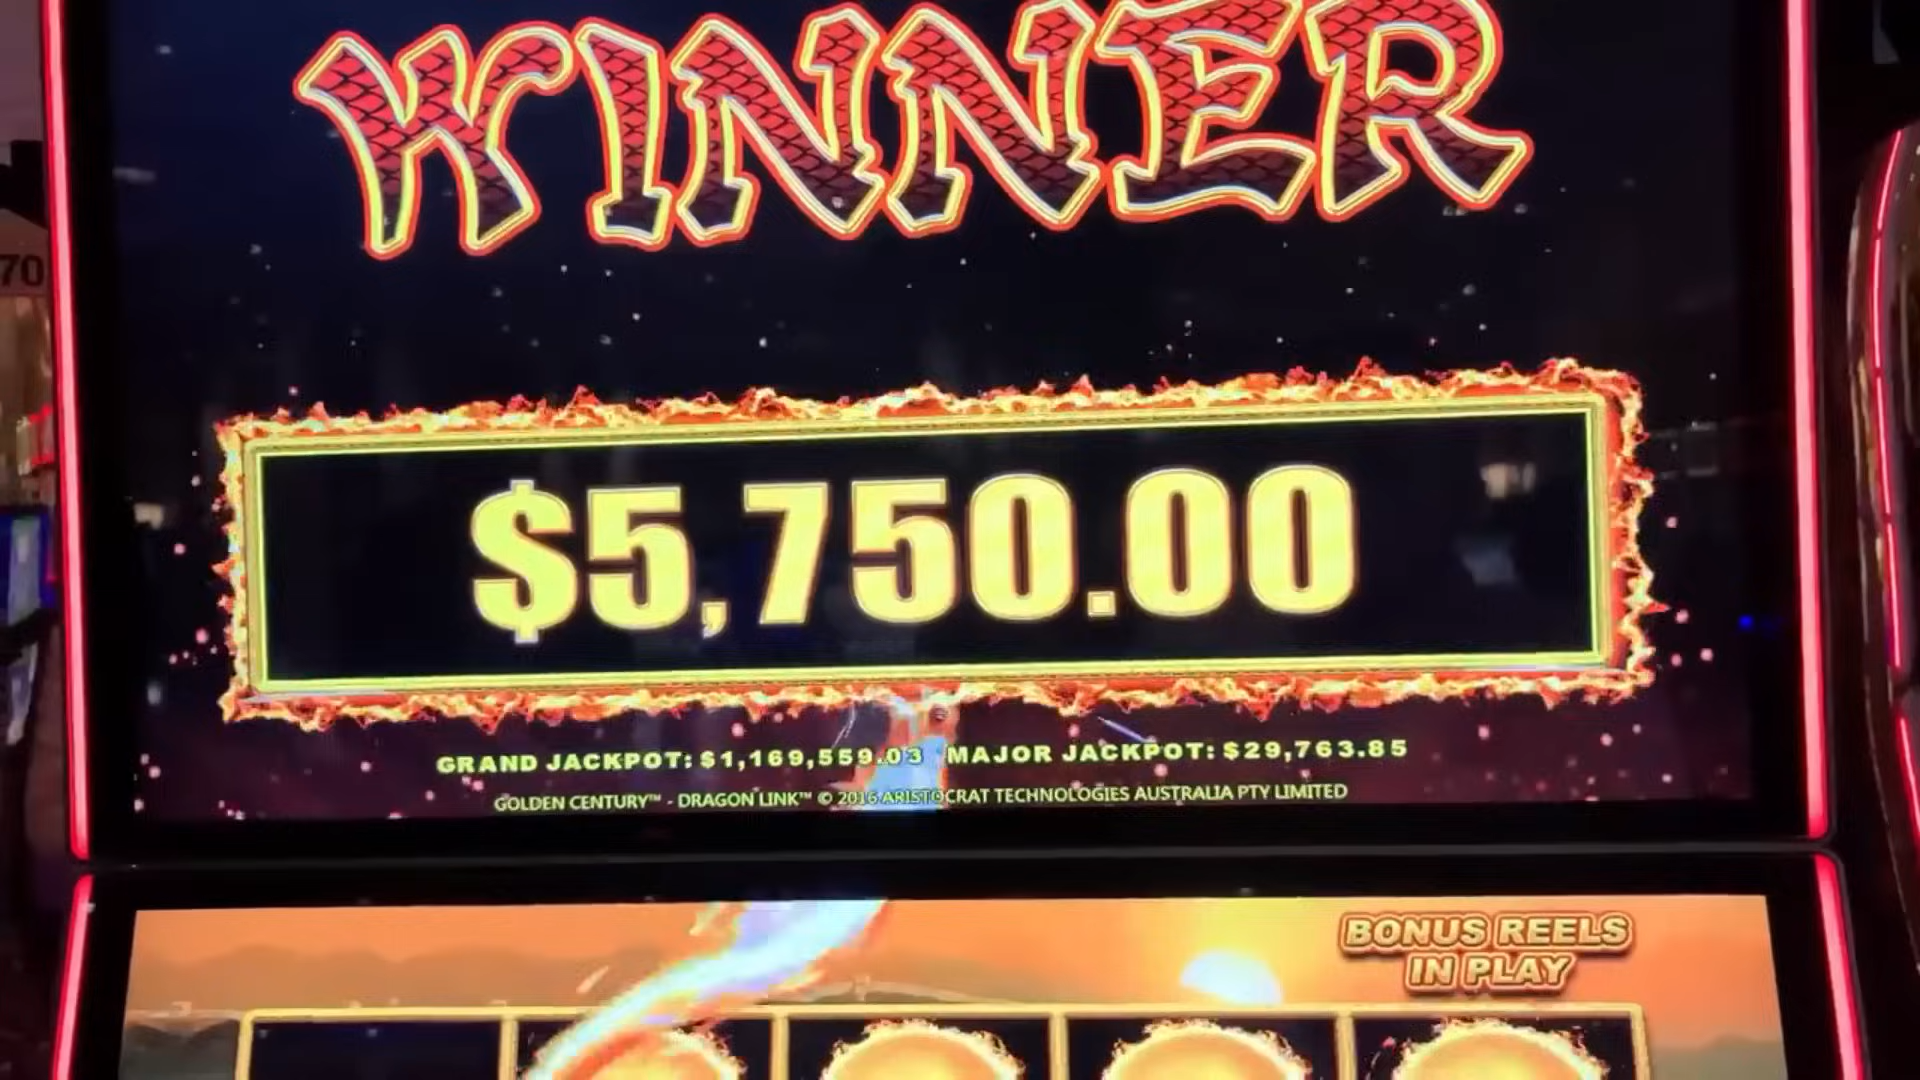 WINNER
70
$5,750.00
GRAND JACKPOT: $1,169,559.03 MAJOR JACKPOT: $29,763.85
GOLDEN CENTURY™ - DRAGON LINK™ © 2016 ARISTOCRAT TECHNOLOGIES AUSTRALIA PTY LIMITED
BONUS REELS
IN PLAY